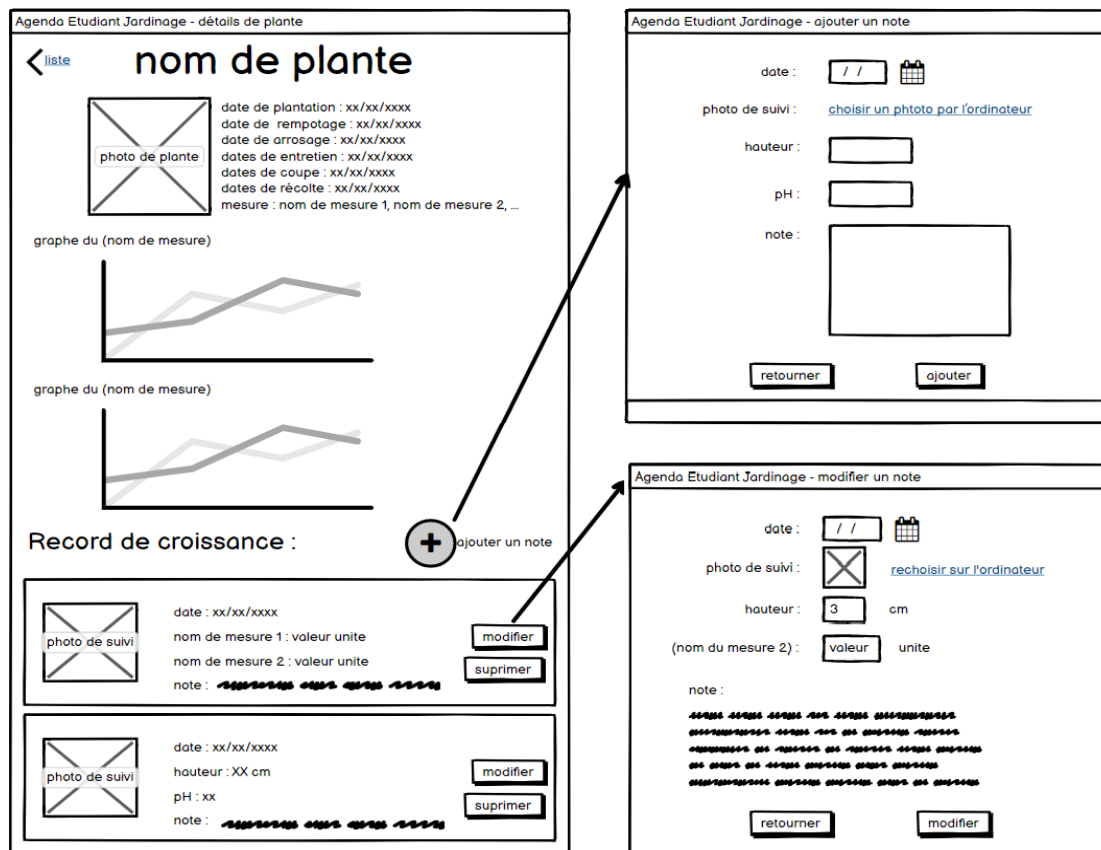 Agenda Etudiant Jardinage - détails de plante
liste
nom de plante
photo de plante
date de plantation : xx/xx/xxxx
date de rempotage : xx/xx/xxxx
date de arrosage : xx/xx/xxxx
dates de entretien : xx/xx/xxxx
dates de coupe : xx/xx/xxxx
dates de récolte : xx/xx/xxxx
mesure : nom de mesure 1, nom de mesure 2, ...
graphe du (nom de mesure)
graphe du (nom de mesure)
Record de croissance :
ajouter un note
photo de suivi
date : xx/xx/xxxx
nom de mesure 1 : valeur unite
nom de mesure 2 : valeur unite
note :
modifier
suprimer
photo de suivi
date : xx/xx/xxxx
hauteur : XX cm
pH : xx
note :
modifier
suprimer
Agenda Etudiant Jardinage - ajouter un note
date : / /
photo de suivi : choisir un phtoto par l'ordinateur
hauteur :
pH :
note :
retourner ajouter
Agenda Etudiant Jardinage - modifier un note
date : / /
photo de suivi : rechoisir sur l'ordinateur
hauteur : 3 cm
(nom du mesure 2) : valeur unite
note :
retourner modifier